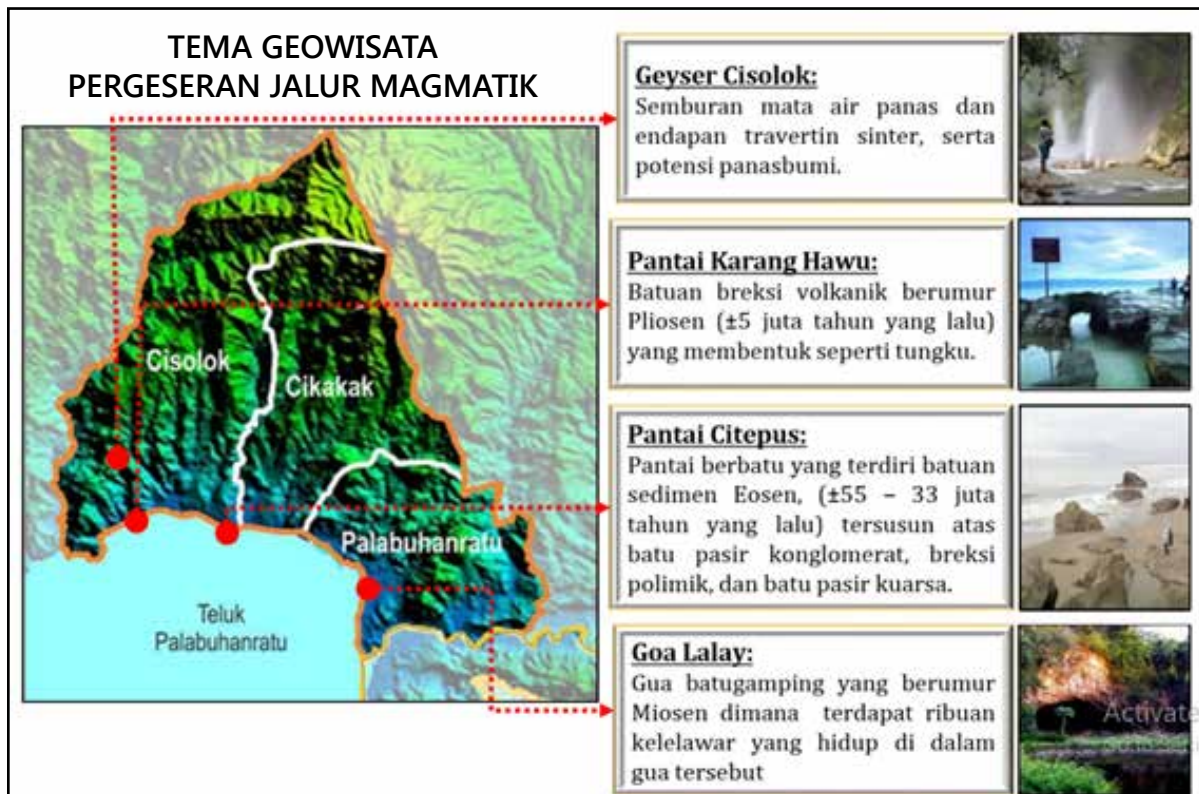 TEMA GEOWISATA
PERGESERAN JALUR MAGMATIK
Cisolok
Cikakak
Palabuhanratu
Teluk
Palabuhanratu
Geyser Cisolok:
Semburan mata air panas dan
endapan travertin sinter, serta
potensi panasbumi.
Pantai Karang Hawu:
Batuan breksi volkanik berumur
Pliosen (±5 juta tahun yang lalu)
yang membentuk seperti tungku.
Pantai Citepus:
Pantai berbatu yang terdiri batuan
sedimen Eosen, (±55 – 33 juta
tahun yang lalu) tersusun atas
batu pasir konglomerat, breksi
polimik, dan batu pasir kuarsa.
Goa Lalay:
Gua batugamping yang berumur
Miosen dimana terdapat ribuan
kelelawar yang hidup di dalam
gua tersebut
Activate